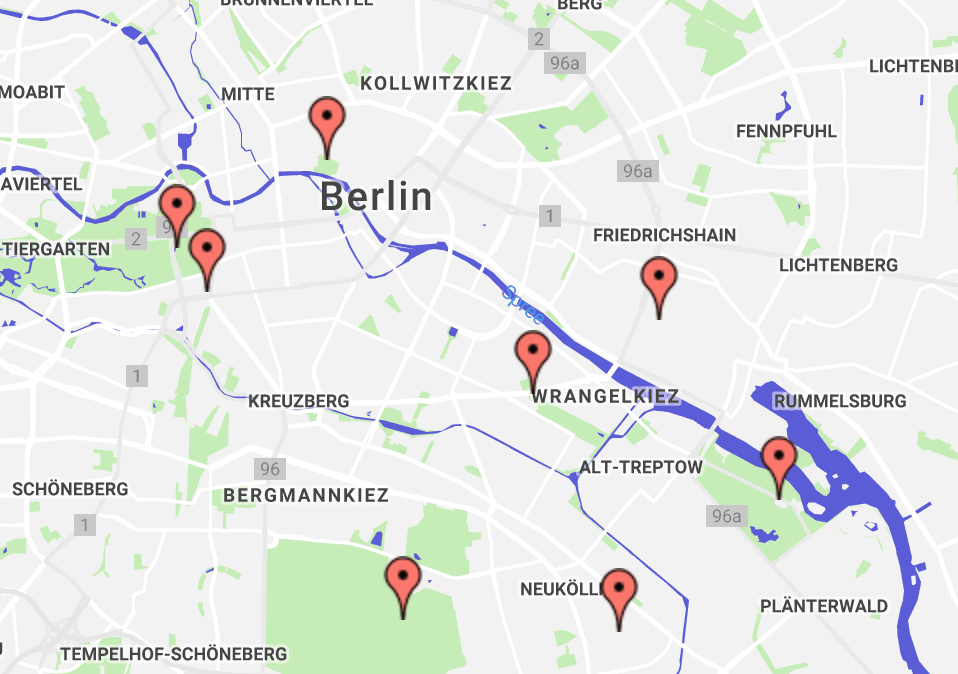 BRUNNENVIERTEL
BERG
2
96a
LICHTENB
KOLLWITZKIEZ
MOABIT
MITTE
FENNPFUHL
96a
AVIERTEL
Berlin
1
9
2
TIERGARTEN
FRIEDRICHSHAIN
LICHTENBERG
Spree
1
WRANGELKIEZ
KREUZBERG
RUMMELSBURG
96
ALT-TREPTOW
SCHÖNEBERG
BERGMANNKIEZ
1
96a
NEUKÖLL
PLÄNTERWALD
TEMPELHOF-SCHÖNEBERG